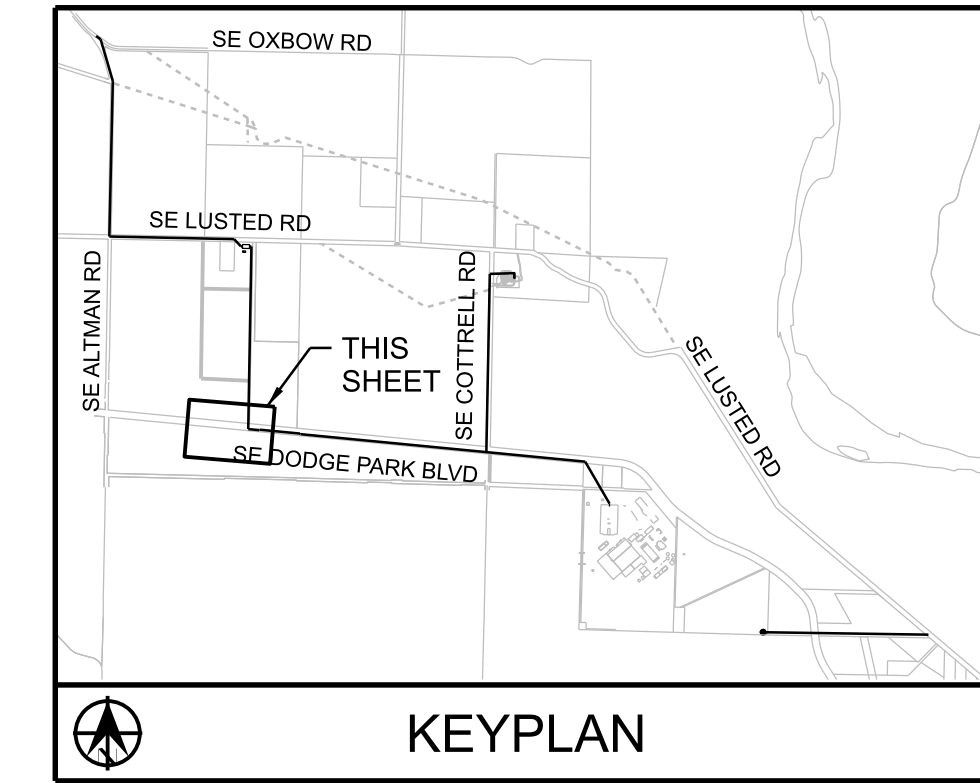 SE OXBOW RD
SE LUSTED RD
SE ALTMAN RD
SE COTTRELL RD
THIS
SHEET
SE LUSTED RD
SE DODGE PARK BLVD
KEYPLAN